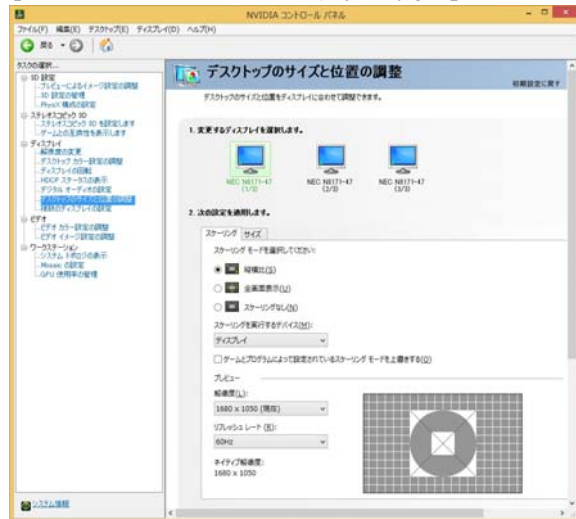 NVIDIA コントロール パネル
ファイル(F) 編集(E) デスクトップ(K) ディスプレイ(D) ヘルプ(H)
戻る
タスクの選択...
3D 設定
プレビューによるイメージ設定の調整
3D 設定の管理
PhysX 構成の設定
ステレオスコピック 3D
ステレオスコピック 3D を設定します
ゲームとの互換性を表示します
ディスプレイ
解像度の変更
デスクトップ カラー設定の調整
ディスプレイの回転
HDCP ステータスの表示
デジタル オーディオの設定
デスクトップのサイズと位置の調整
複数のディスプレイの設定
ビデオ
ビデオ カラー設定の調整
ビデオ イメージ設定の調整
ワークステーション
システム トポロジの表示
Mosaic の設定
GPU 使用率の管理
システム情報
デスクトップのサイズと位置の調整
初期設定に戻す
デスクトップのサイズと位置をディスプレイに合わせて調整できます。
1. 変更するディスプレイを選択します。
NEC N8171-47 (1/3)
NEC N8171-47 (2/3)
NEC N8171-47 (3/3)
2. 次の設定を適用します。
スケーリング サイズ
スケーリング モードを選択してください:
縦横比(S)
全画面表示(U)
スケーリングなし(N)
スケーリングを実行するデバイス(M):
ディスプレイ
ゲームとプログラムによって設定されているスケーリング モードを上書きする(O)
プレビュー
解像度(L):
1680 x 1050 (現在)
リフレッシュ レート (R):
60Hz
ネイティブ解像度:
1680 x 1050